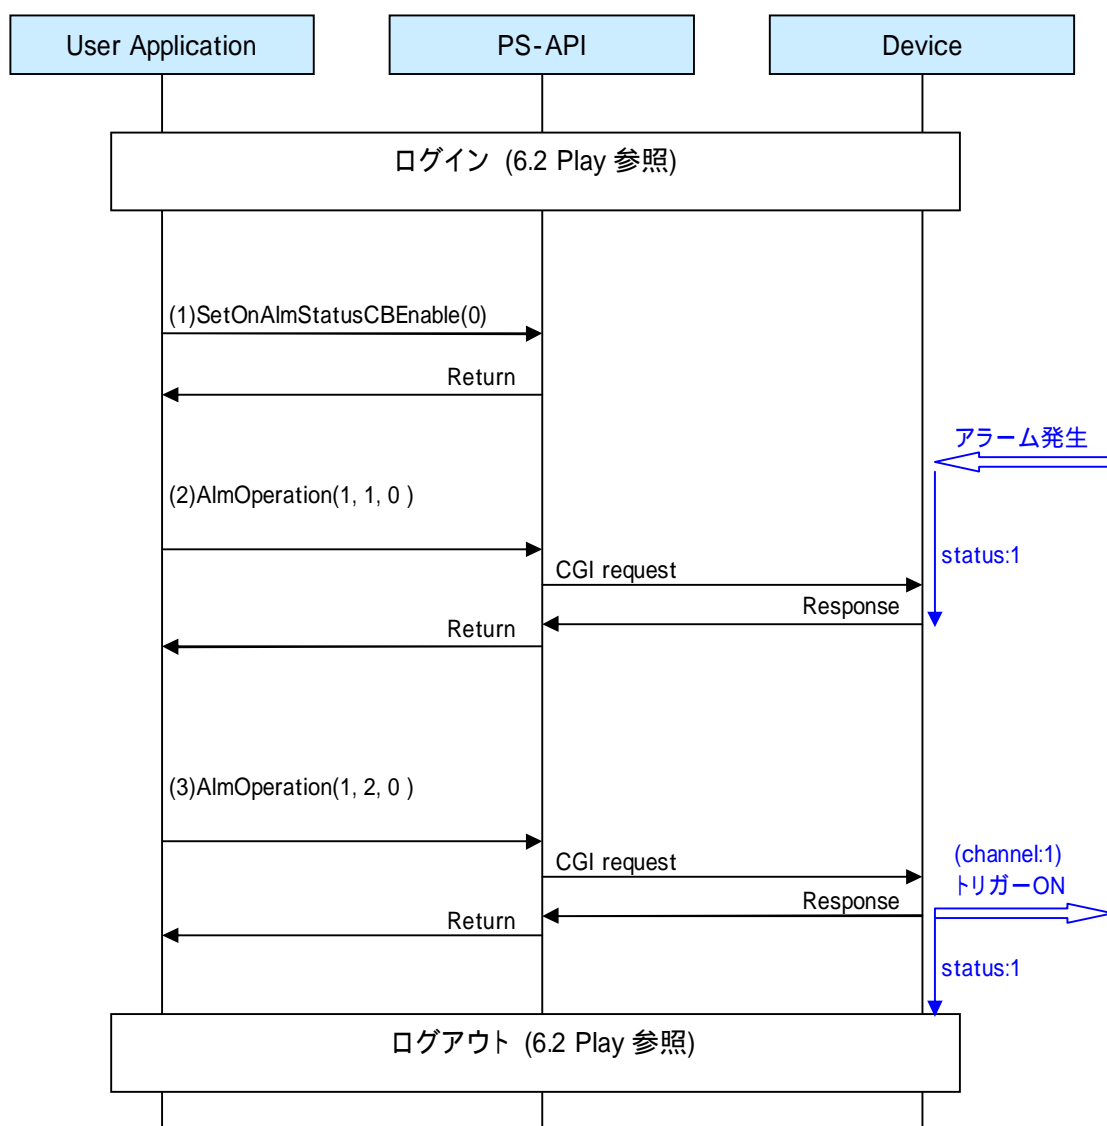 User Application
PS-API
Device
ログイン (6.2 Play 参照)
(1)SetOnAlmStatusCBEnable(0)
Return
アラーム発生
(2)AlmOperation(1, 1, 0 )
status:1
CGI request
Response
Return
(3)AlmOperation(1, 2, 0 )
(channel:1)
トリガーON
CGI request
Response
Return
status:1
ログアウト (6.2 Play 参照)